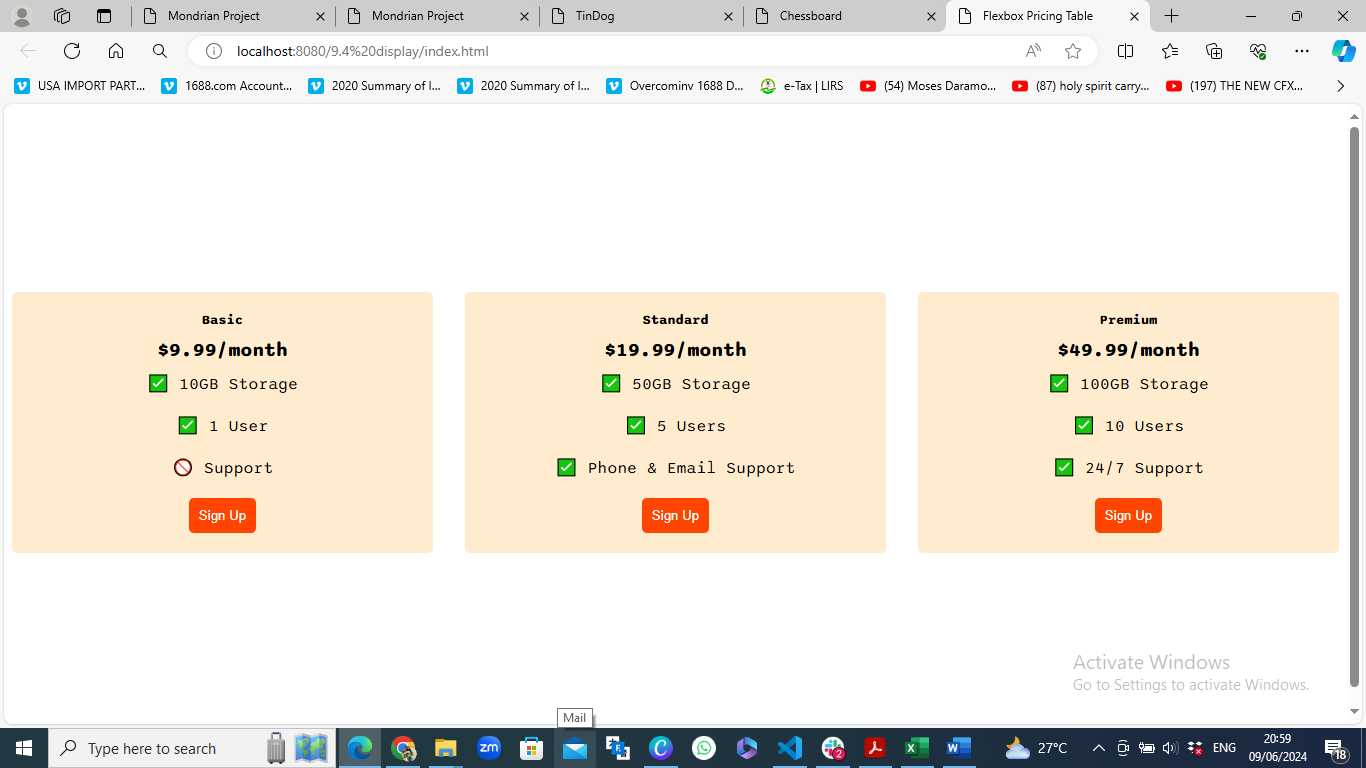 Mondrian Project
Mondrian Project
TinDog
Chessboard
Flexbox Pricing Table
localhost:8080/9.4%20display/index.html
USA IMPORT PART...
1688.com Account...
2020 Summary of I...
2020 Summary of I...
Overcominv 1688 D...
e-Tax | LIRS
(54) Moses Daramo...
(87) holy spirit carry...
(197) THE NEW CFX...
Basic
$9.99/month
10GB Storage
1 User
Support
Sign Up
Standard
$19.99/month
50GB Storage
5 Users
Phone & Email Support
Sign Up
Premium
$49.99/month
100GB Storage
10 Users
24/7 Support
Sign Up
Activate Windows
Go to Settings to activate Windows.
Mail
Type here to search
zm
2
27°C
ENG
20:59
09/06/2024
18